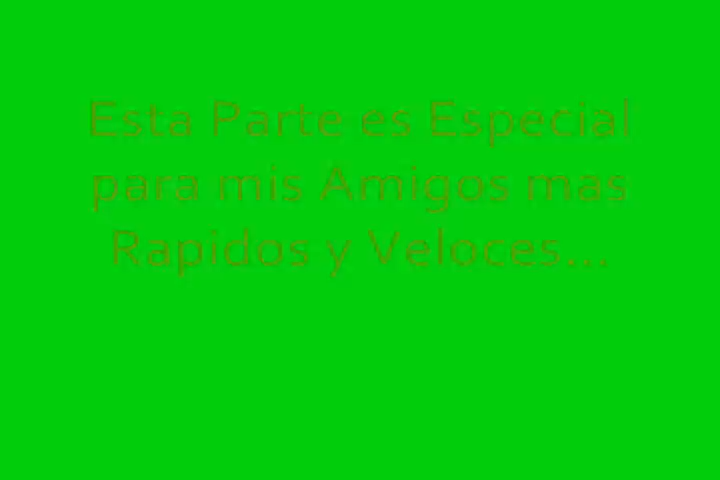 Esta Parte es Especial
para mis Amigos mas
Rapidos y Veloces...